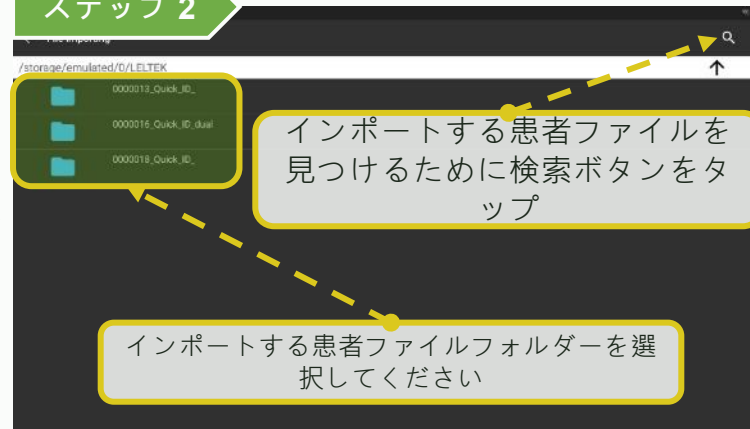 ステップ 2
File Importing
/storage/emulated/0/LELTEK
0000013_Quick_ID_
0000016_Quick_ID_dual
0000018_Quick_ID_
インポートする患者ファイルを
見つけるために検索ボタンをタ
ップ
インポートする患者ファイルフォルダーを選
択してください